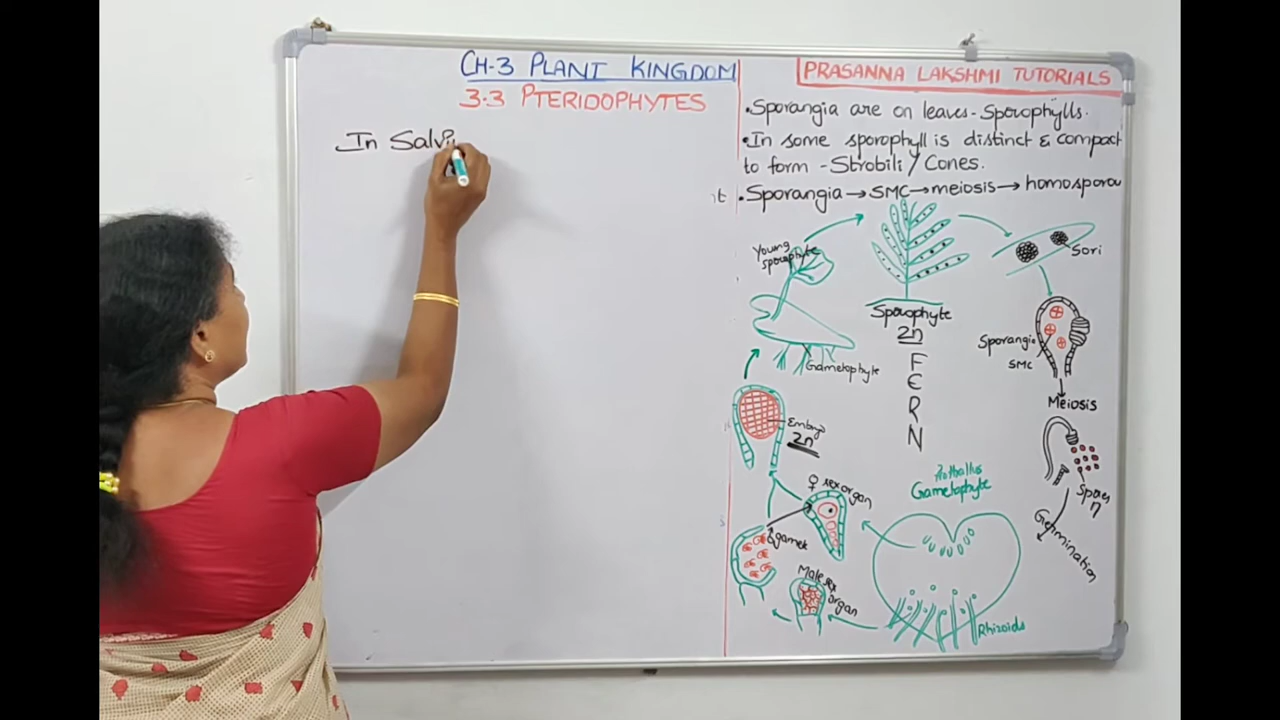 CH-3 PLANT KINGDOM
3.3 PTERIDOPHYTES
In Salvi
PRASANNA LAKSHMI TUTORIALS
•Sporangia are on leaves-Sporophylls.
•In some sporophyll is distinct & compact
to form -Strobili / Cones.
•Sporangia→SMC→meiosis→homosporou
Young
sporophyte
Sori
Sporophyte
2n
Gametophyte
Sporangia
SMC
F
E
R
N
Meiosis
Embryo
2n
♀ sex organ
Prothallus
Gametophyte
Spores
n
Germination
gamet
Male sex
organ
Rhizoids